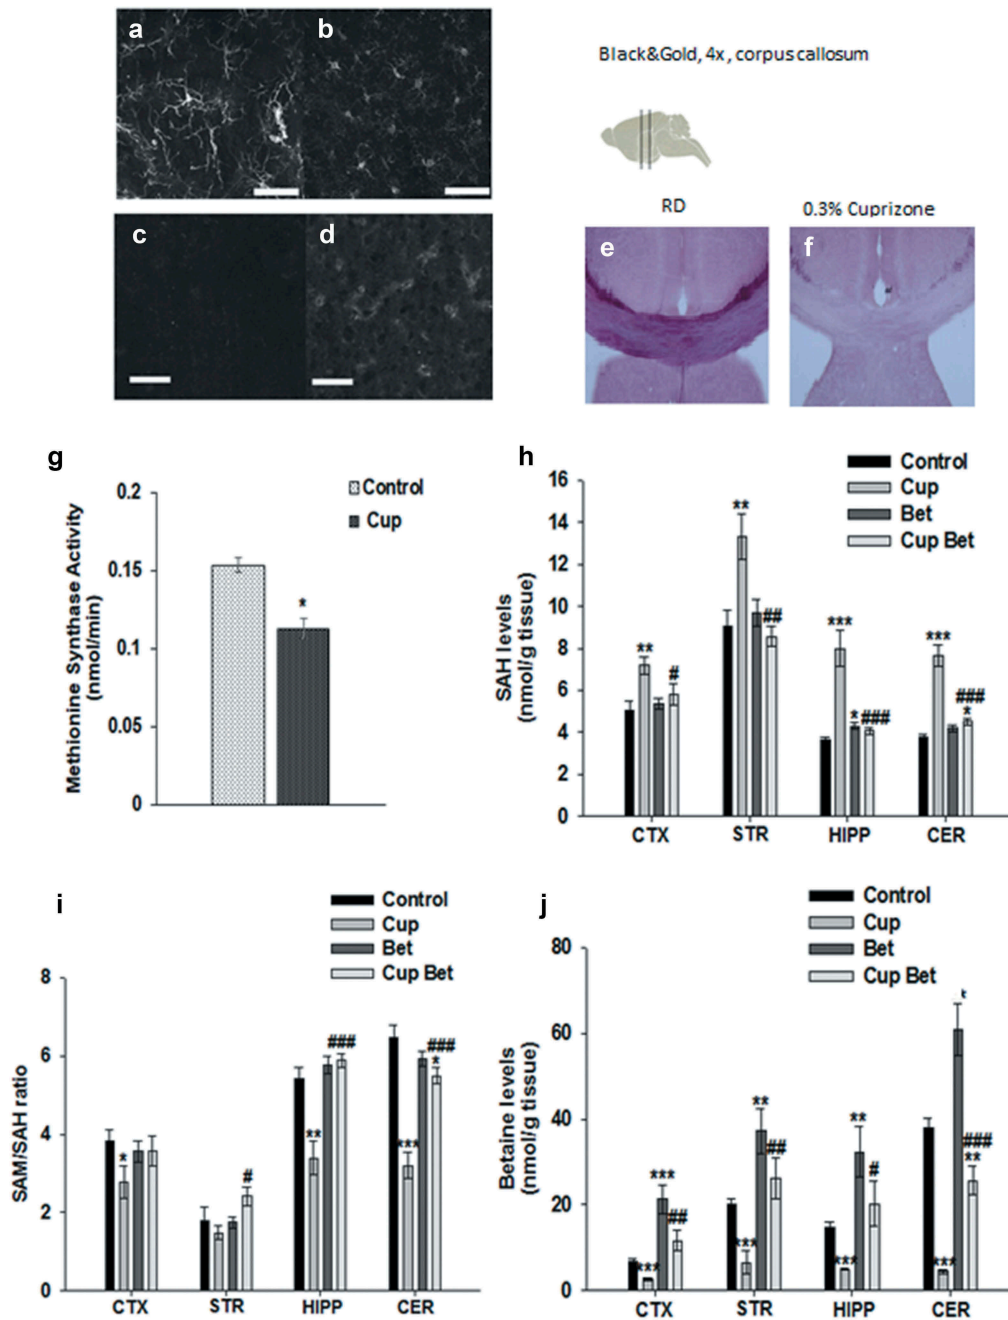 a
b
Black&Gold, 4x, corpus callosum
RD
0.3% Cuprizone
c
d
e
f
g
Control
Cup
0.2
0.15
0.1
0.05
0
*
Methionine Synthase Activity
(nmol/min)
h
Control
Cup
Bet
Cup Bet
16
14
12
10
8
6
4
2
0
SAH levels
(nmol/g tissue)
**
#
**
##
***
*
###
***
###
*
CTX
STR
HIPP
CER
i
Control
Cup
Bet
Cup Bet
8
6
4
2
0
SAM/SAH ratio
*
#
**
###
***
###
*
CTX
STR
HIPP
CER
j
Control
Cup
Bet
Cup Bet
80
60
40
20
0
Betaine levels
(nmol/g tissue)
***
***
##
***
**
##
***
**
#
***
*
###
**
CTX
STR
HIPP
CER